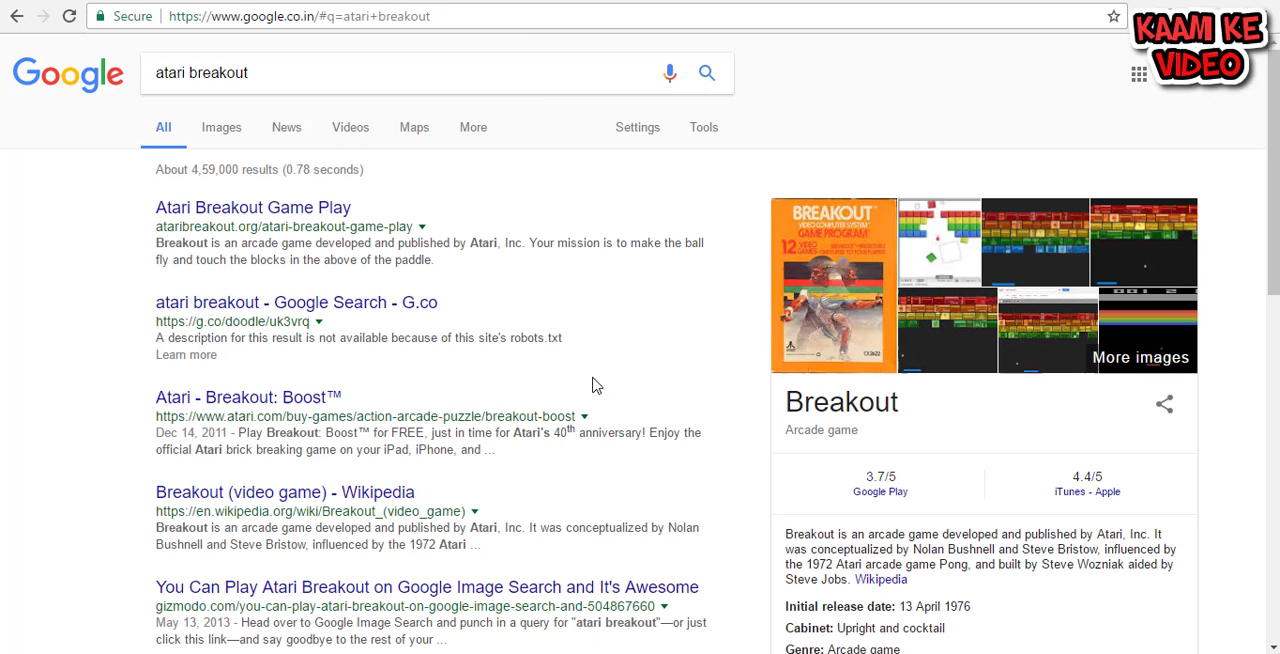 Secure
https://www.google.co.in/#q=atari+breakout
KAAM KE
VIDEO
Google
atari breakout
All Images News Videos Maps More Settings Tools
About 4,59,000 results (0.78 seconds)
Atari Breakout Game Play
ataribreakout.org/atari-breakout-game-play
Breakout is an arcade game developed and published by Atari, Inc. Your mission is to make the ball
fly and touch the blocks in the above of the paddle.
atari breakout - Google Search - G.co
https://g.co/doodle/uk3vrq
A description for this result is not available because of this site's robots.txt
Learn more
Atari - Breakout: Boost™
https://www.atari.com/buy-games/action-arcade-puzzle/breakout-boost
Dec 14, 2011 - Play Breakout: Boost™ for FREE, just in time for Atari's 40th anniversary! Enjoy the
official Atari brick breaking game on your iPad, iPhone, and ...
Breakout (video game) - Wikipedia
https://en.wikipedia.org/wiki/Breakout_(video_game)
Breakout is an arcade game developed and published by Atari, Inc. It was conceptualized by Nolan
Bushnell and Steve Bristow, influenced by the 1972 Atari ...
You Can Play Atari Breakout on Google Image Search and It's Awesome
gizmodo.com/you-can-play-atari-breakout-on-google-image-search-and-504867660
May 13, 2013 - Head over to Google Image Search and punch in a query for "atari breakout"—or just
click this link—and say goodbye to the rest of your ...
BREAKOUT
VIDEO COMPUTER SYSTEM
GAME PROGRAM
12 VIDEO GAMES
ATARI
CX2622
More images
Breakout
Arcade game
3.7/5
Google Play
4.4/5
iTunes - Apple
Breakout is an arcade game developed and published by Atari, Inc. It
was conceptualized by Nolan Bushnell and Steve Bristow, influenced by
the 1972 Atari arcade game Pong, and built by Steve Wozniak aided by
Steve Jobs. Wikipedia
Initial release date: 13 April 1976
Cabinet: Upright and cocktail
Genre: Arcade game